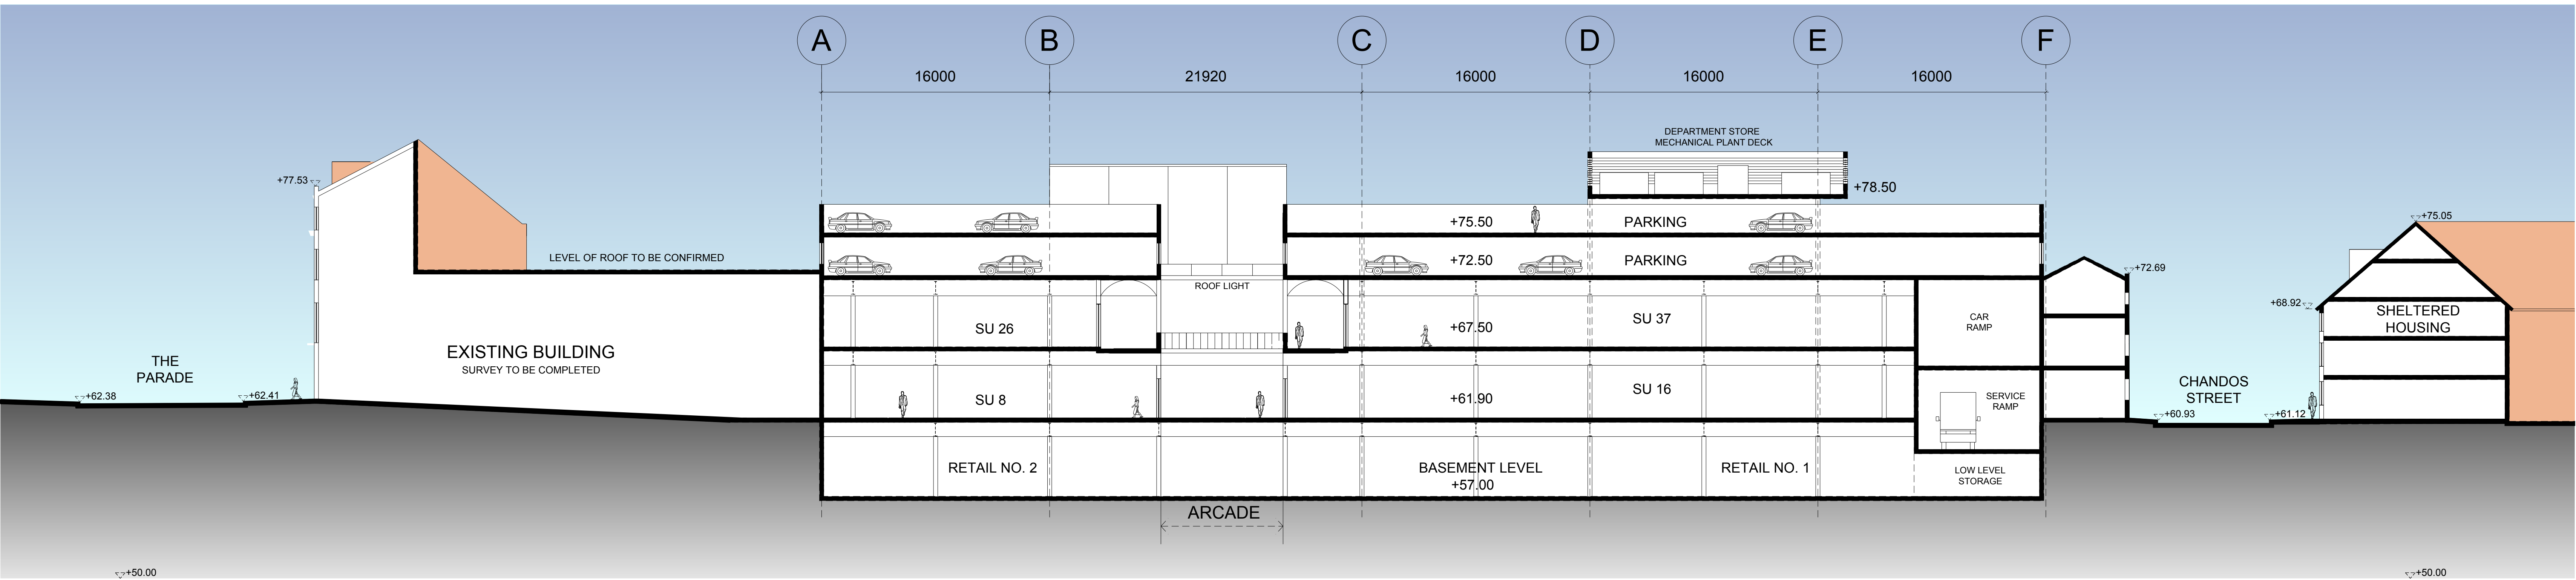 A B C D E F
16000 21920 16000 16000 16000
DEPARTMENT STORE
MECHANICAL PLANT DECK
+77.53
+78.50
+75.50 PARKING
+75.05
LEVEL OF ROOF TO BE CONFIRMED
+72.50 PARKING
+72.69
ROOF LIGHT
+68.92
SHELTERED
HOUSING
SU 26
+67.50
SU 37
CAR
RAMP
THE
PARADE
EXISTING BUILDING
SURVEY TO BE COMPLETED
CHANDOS
STREET
+62.38
+62.41
SU 8
+61.90
SU 16
SERVICE
RAMP
+60.93
+61.12
RETAIL NO. 2
BASEMENT LEVEL
+57.00
RETAIL NO. 1
LOW LEVEL
STORAGE
ARCADE
+50.00
+50.00